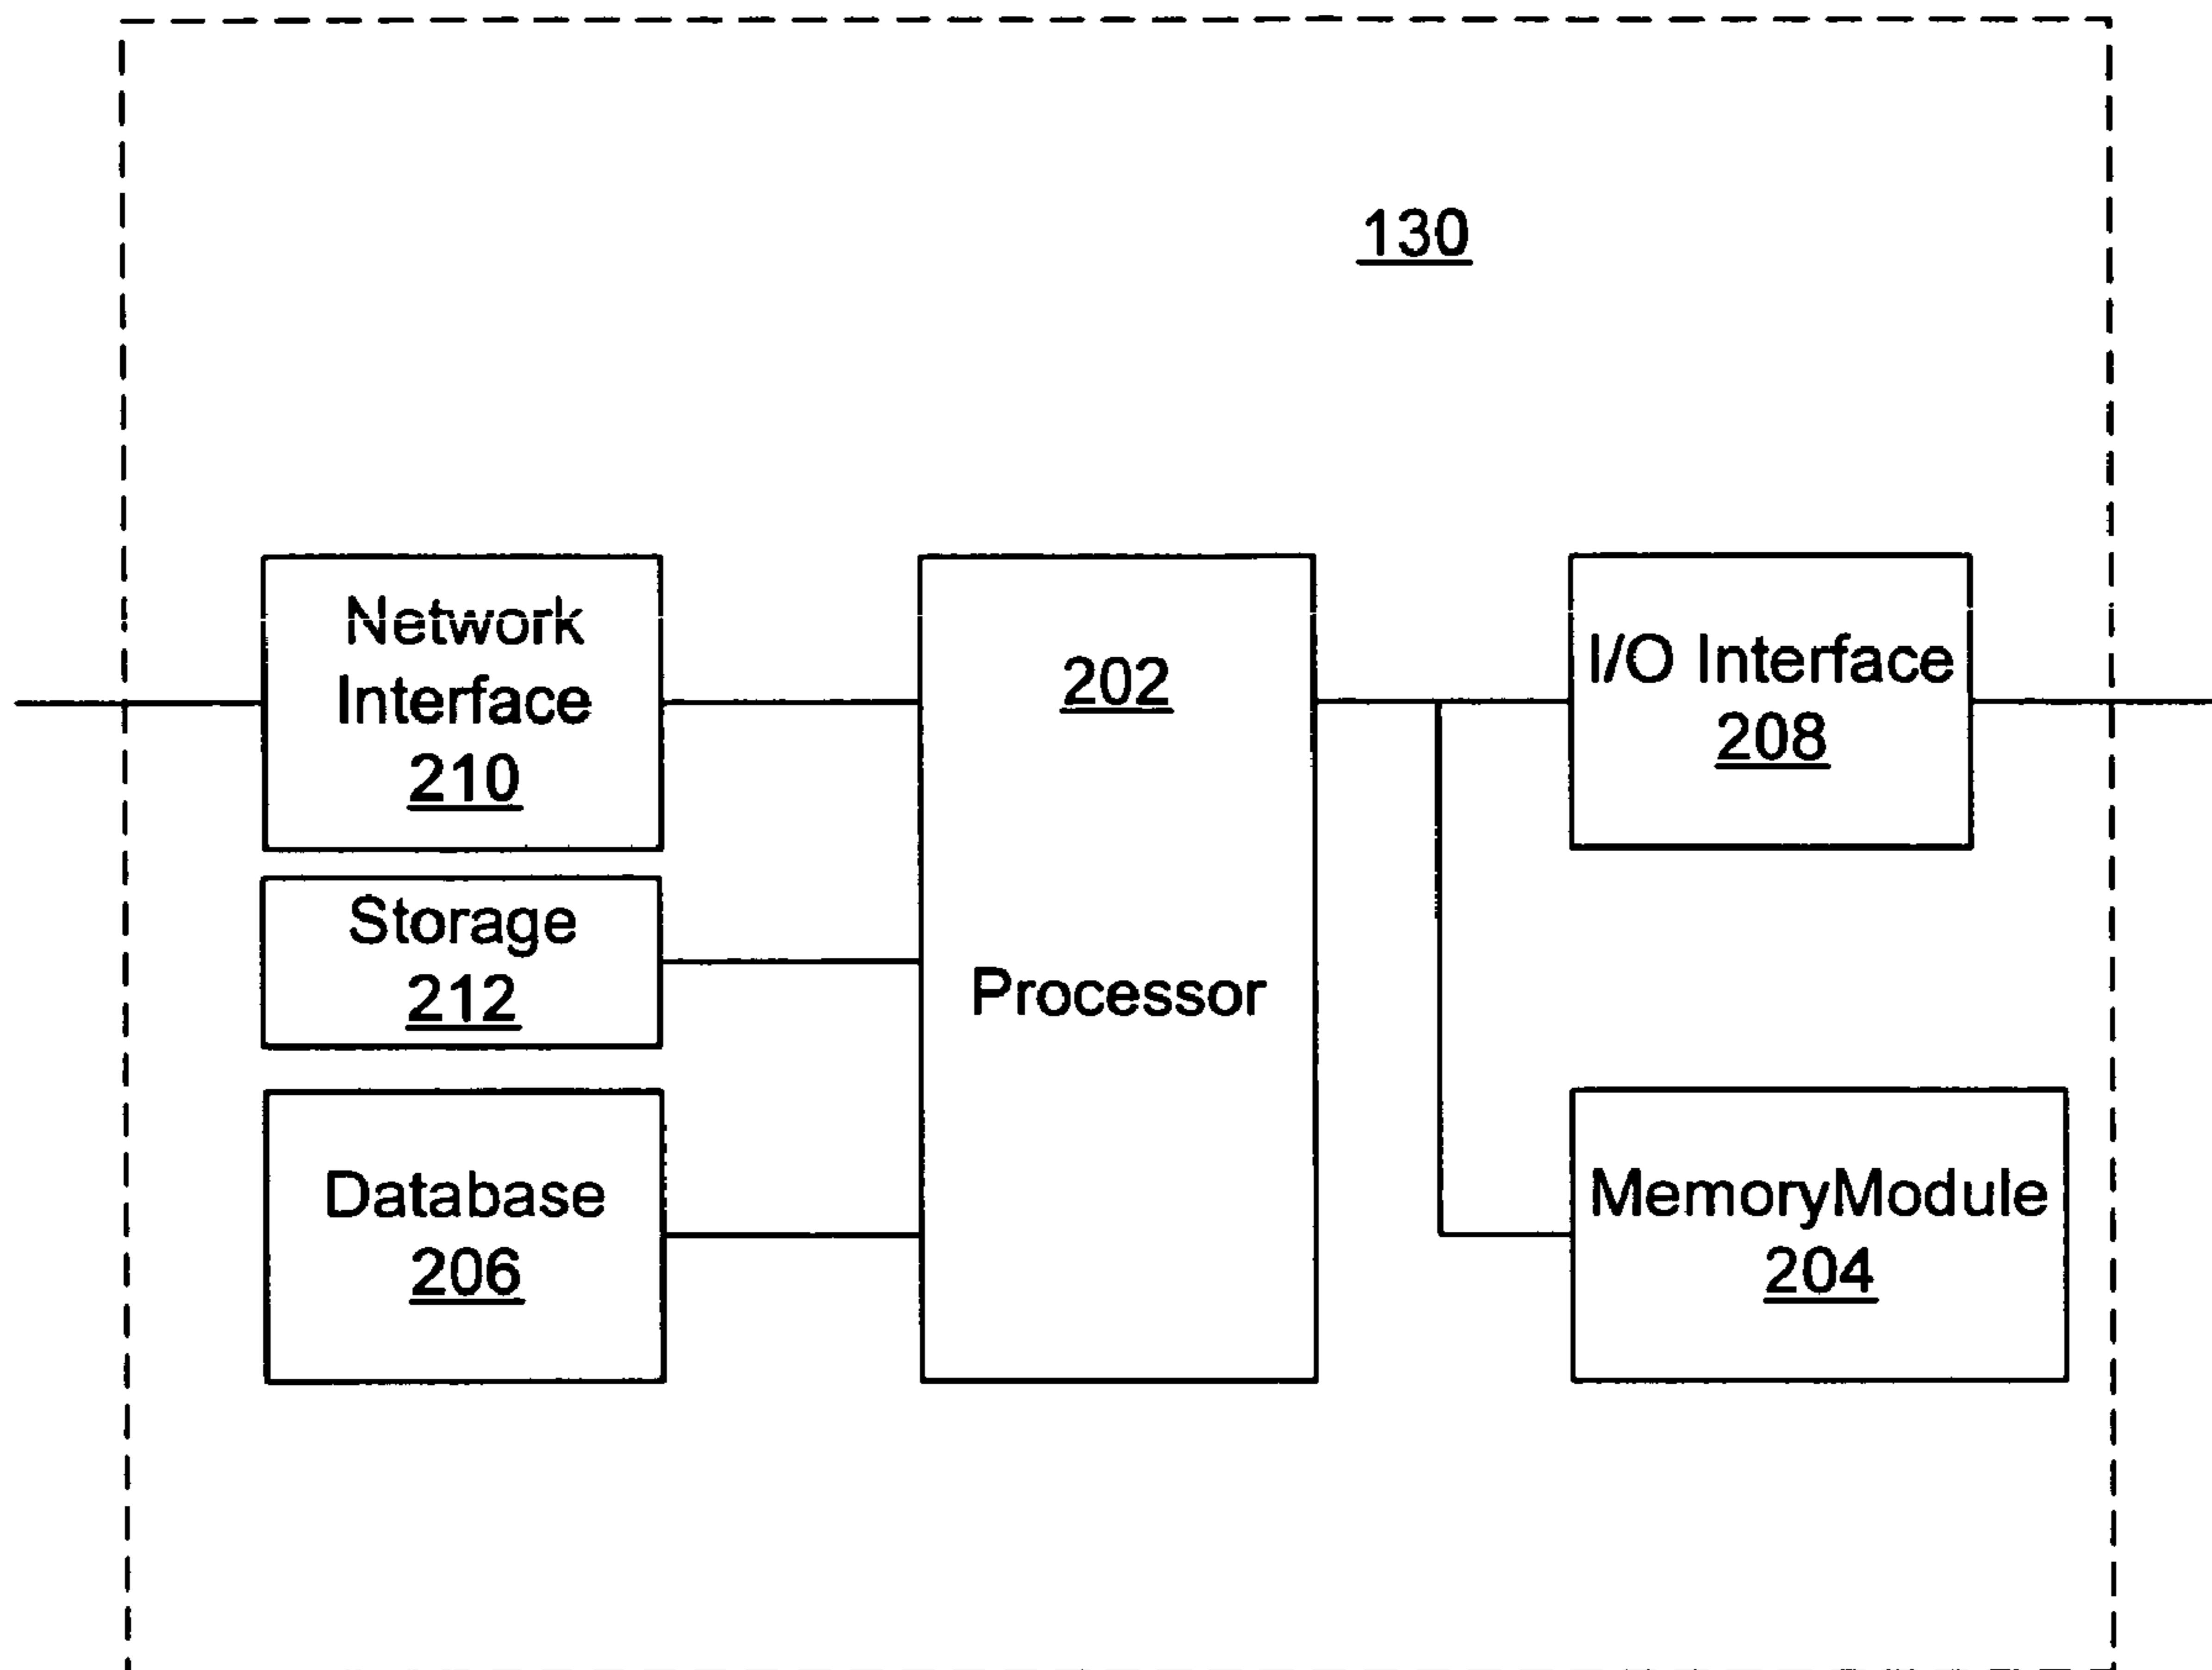 130
Network
Interface
210
202
Processor
I/O Interface
208
Storage
212
Database
206
MemoryModule
204